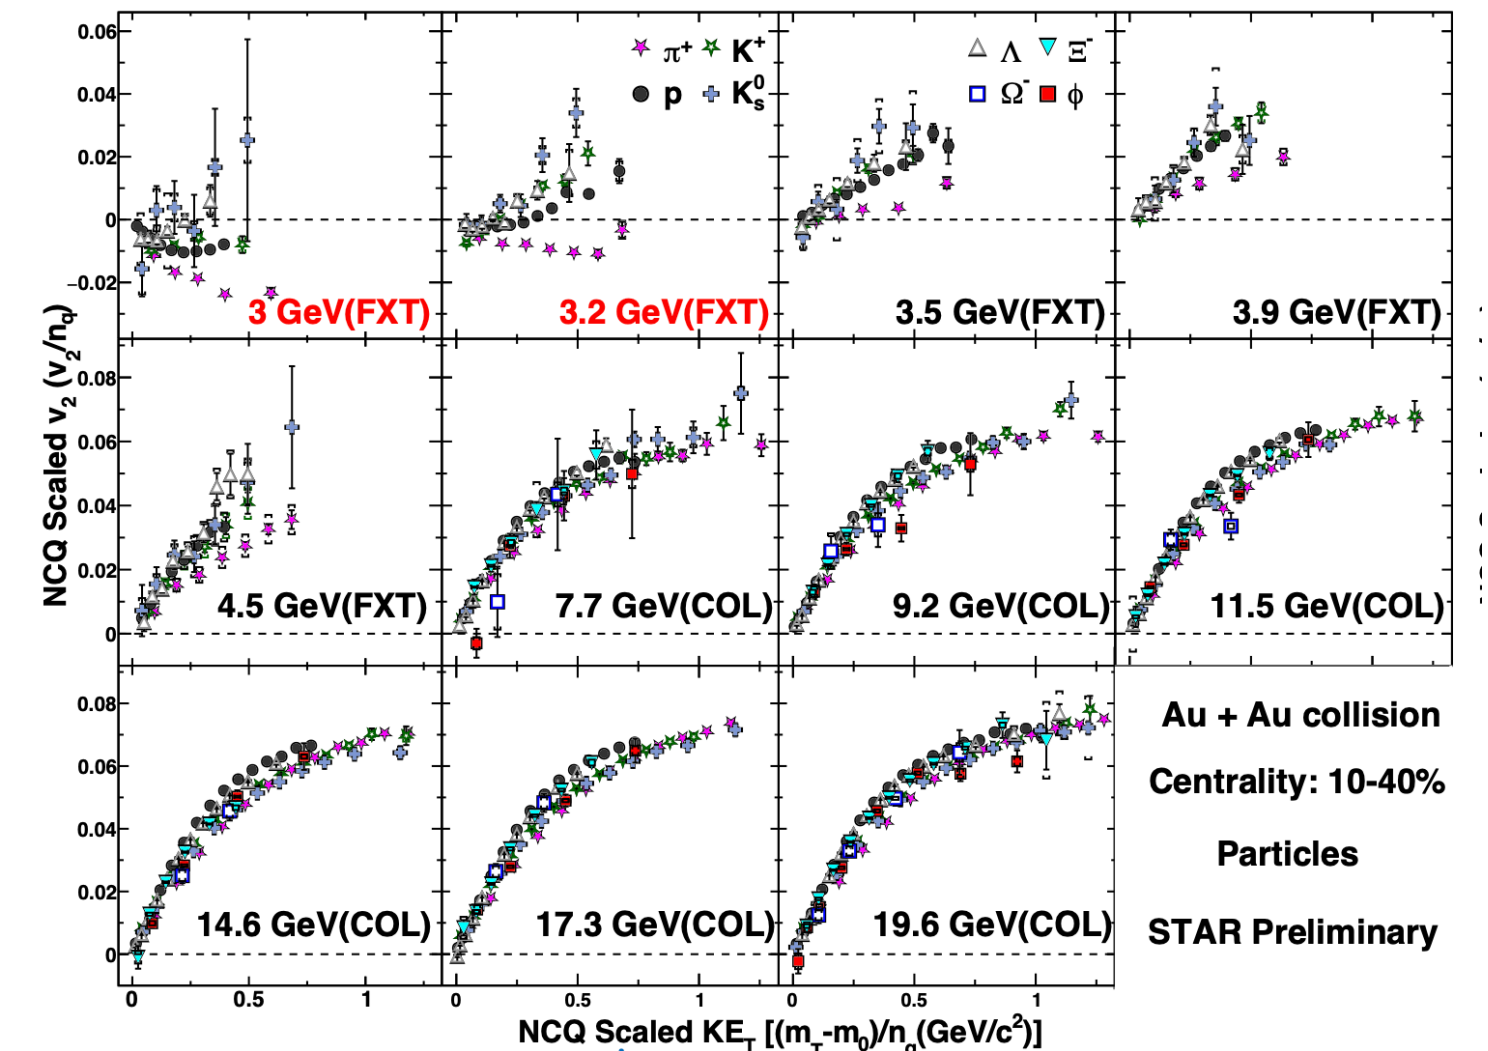 π+ K+
p K0s
Λ Ξ-
Ω- ϕ
0.06
0.04
0.02
0
−0.02
3 GeV(FXT)
3.2 GeV(FXT)
3.5 GeV(FXT)
3.9 GeV(FXT)
NCQ Scaled v2 (v2/nq)
0.08
0.06
0.04
0.02
0
4.5 GeV(FXT)
7.7 GeV(COL)
9.2 GeV(COL)
11.5 GeV(COL)
0.08
0.06
0.04
0.02
0
14.6 GeV(COL)
17.3 GeV(COL)
19.6 GeV(COL)
Au + Au collision
Centrality: 10-40%
Particles
STAR Preliminary
0 0.5 1
0 0.5 1
0 0.5 1
NCQ Scaled KET [(mT-m0)/nq(GeV/c2)]